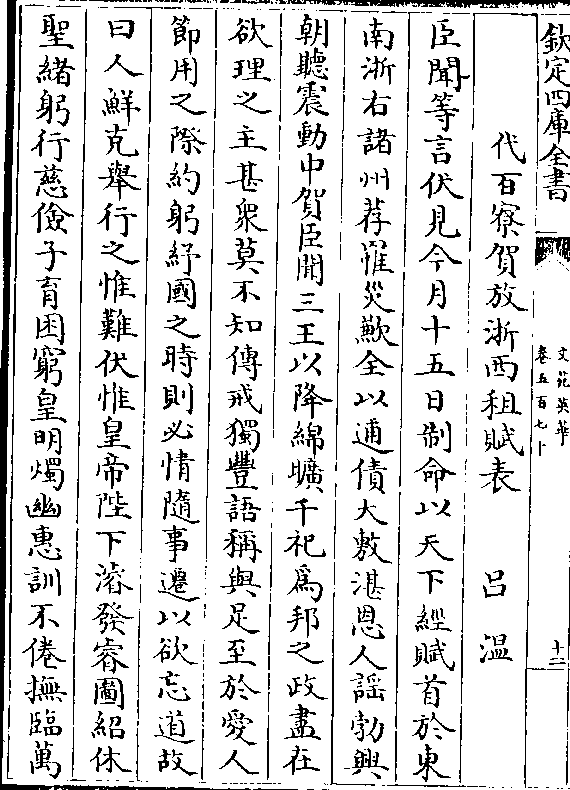 欽定四庫全書
文苑英華
卷五百七十
十二
代百寮賀放浙西租賦表　呂溫
臣聞等言伏見今月十五日制命以天下經賦首於東
南浙右諸州荐罹災歉全以逋債大敷湛恩人謡勃興
朝聽震動中賀臣聞三王以降綿曠千祀為邦之政盡在
欲理之主甚衆莫不知傳戒獨豐語稱與足至於愛人
節用之際約躬紓國之時則必情隨事遷以欲忘道故
曰人鮮克舉行之惟難伏惟皇帝陛下濬發睿圖紹休
聖緒躬行慈儉子育困窮皇明燭幽惠訓不倦撫臨萬